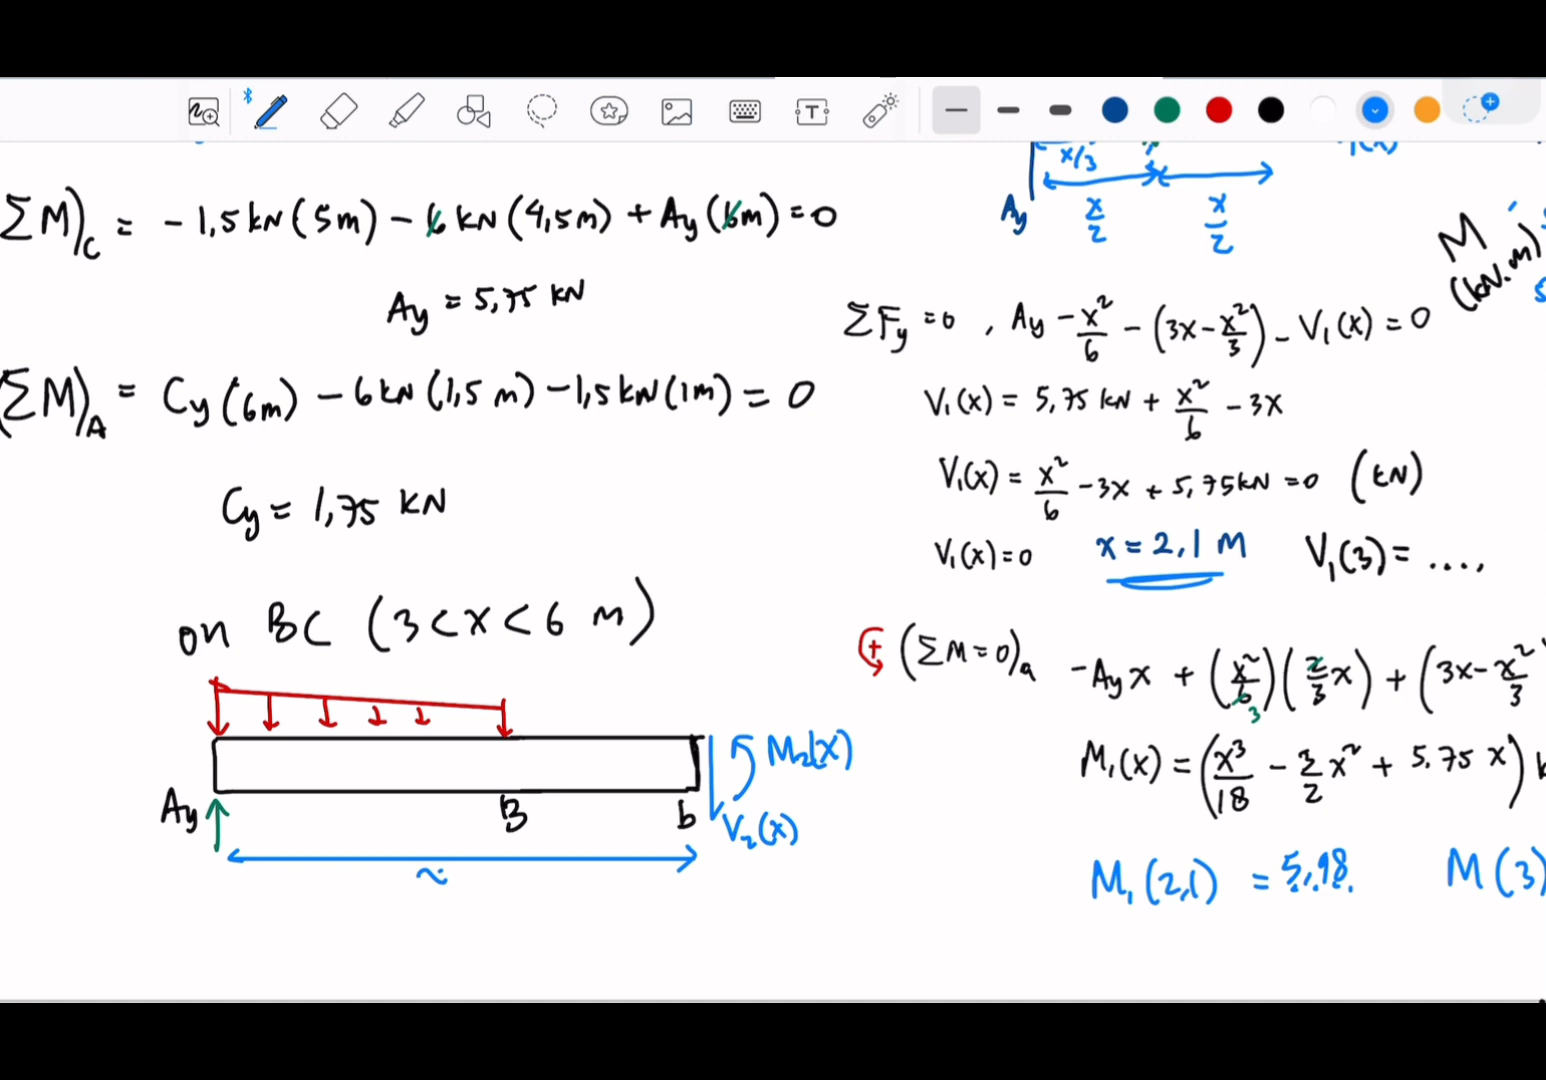 ΣM)C = - 1,5 kN (5m) - 6 kN (4,5m) + Ay (6m) = 0
Ay = 5,75 kN
(ΣM)A = Cy (6m) - 6 kN (1,5 m) - 1,5 kN (1m) = 0
Cy = 1,75 kN
on BC (3 < x < 6 m)
Ay
B
b
M2(x)
V2(x)
x
x/3
Ay
x/2
x/2
M
(kN.m)
ΣFy = 0 , Ay - x²/6 - (3x - x²/3) - V1(x) = 0
V1(x) = 5,75 kN + x²/6 - 3x
V1(x) = x²/6 - 3x + 5,75 kN = 0 (kN)
V1(x) = 0 x = 2,1 M V1(3) = ....
+ (ΣM = 0)a - Ay x + (x²/6)(2/3 x) + (3x - x²/3
3
M1(x) = (x³/18 - 3/2 x² + 5.75 x) k
M1(2,1) = 5,98 M(3)